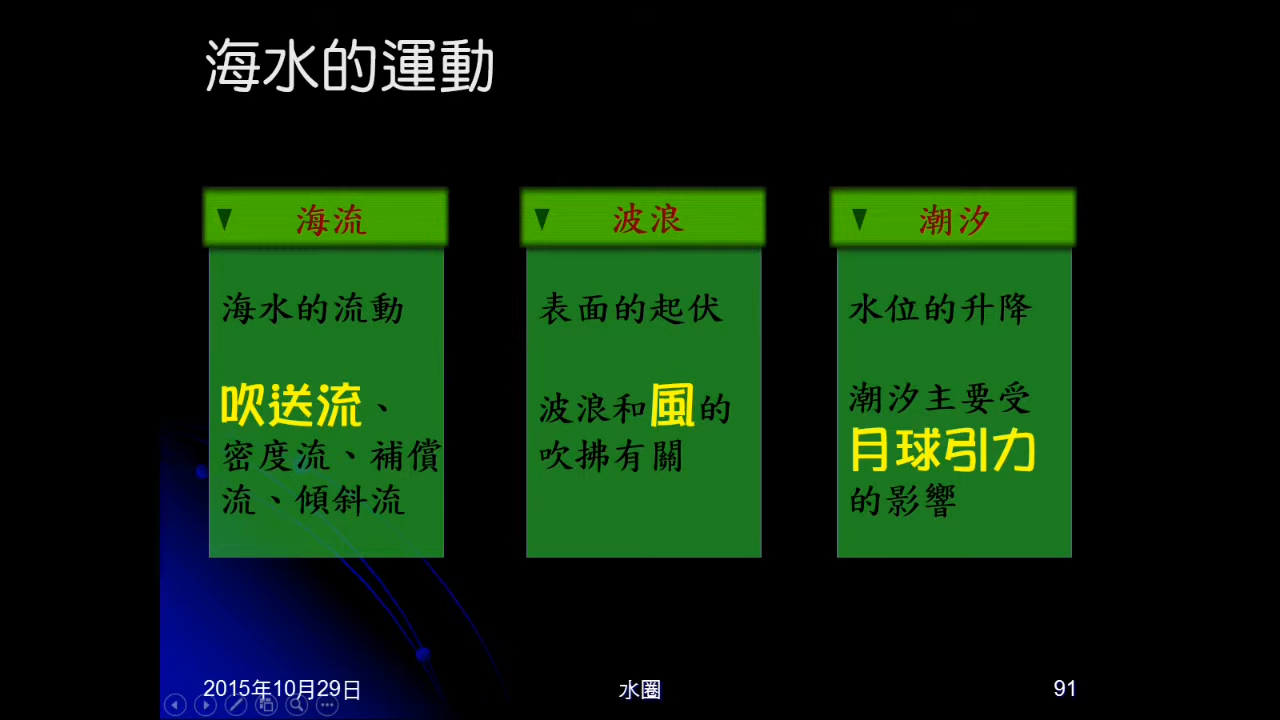 海水的運動
海流
海水的流動
吹送流、
密度流、補償
流、傾斜流
波浪
表面的起伏
波浪和風的
吹拂有關
潮汐
水位的升降
潮汐主要受
月球引力
的影響
2015年10月29日
水圈
91